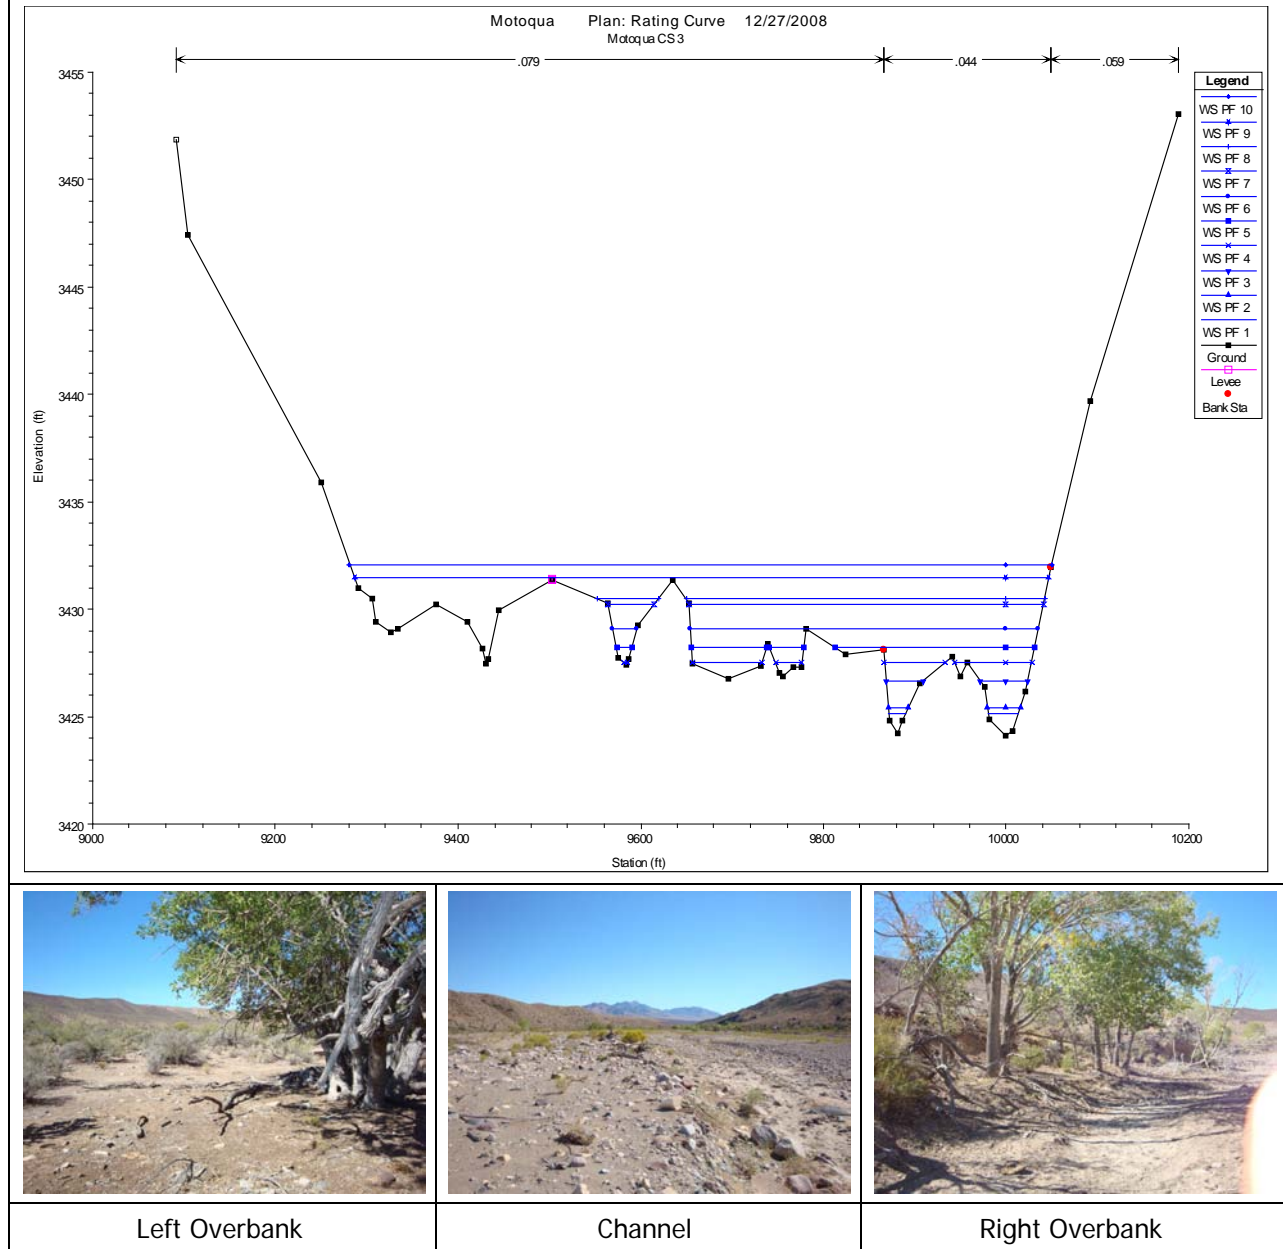 Motoqua Plan: Rating Curve 12/27/2008
Motoqua CS 3
.079 .044 .059
Legend
WS PF 10
WS PF 9
WS PF 8
WS PF 7
WS PF 6
WS PF 5
WS PF 4
WS PF 3
WS PF 2
WS PF 1
Ground
Levee
Bank Sta
Elevation (ft)
3455
3450
3445
3440
3435
3430
3425
3420
9000 9200 9400 9600 9800 10000 10200
Station (ft)
Left Overbank Channel Right Overbank